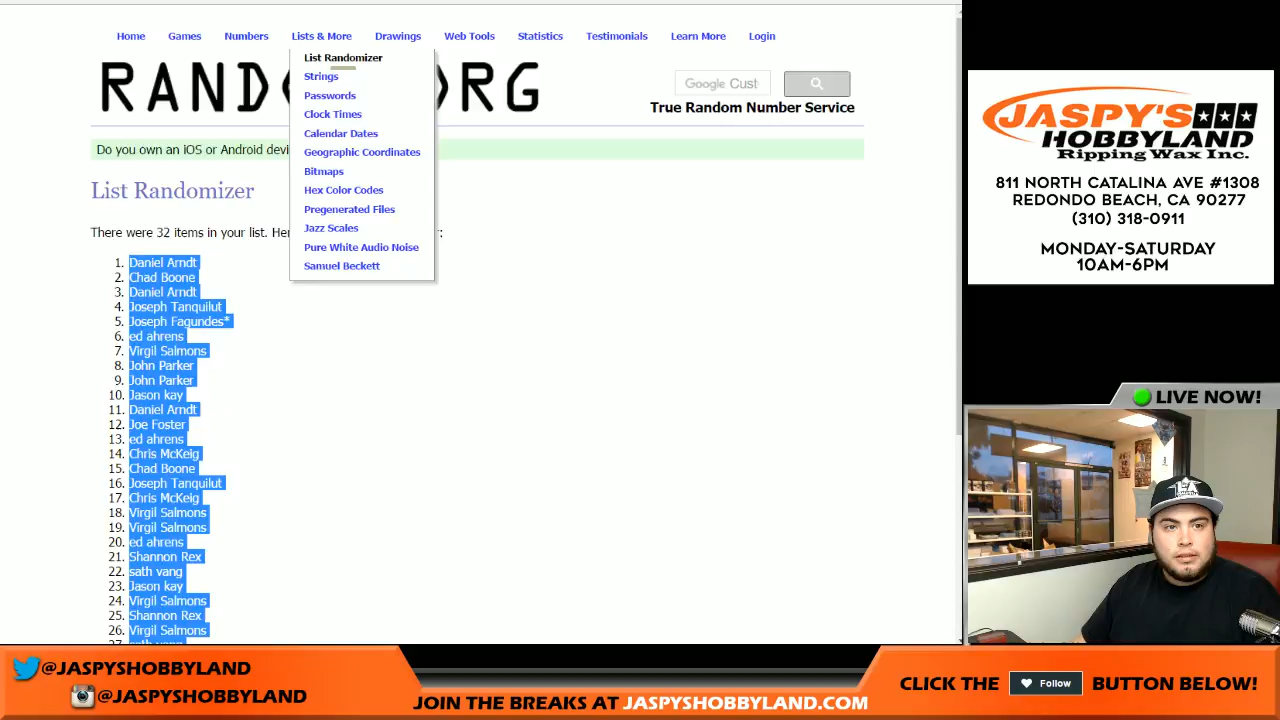 Home Games Numbers Lists & More Drawings Web Tools Statistics Testimonials Learn More Login
List Randomizer
Strings
Passwords
Clock Times
Calendar Dates
Geographic Coordinates
Bitmaps
Hex Color Codes
Pregenerated Files
Jazz Scales
Pure White Audio Noise
Samuel Beckett
RAND RG
Google Cust
True Random Number Service
Do you own an iOS or Android devi
List Randomizer
There were 32 items in your list. Her r:
1. Daniel Arndt
2. Chad Boone
3. Daniel Arndt
4. Joseph Tanquilut
5. Joseph Fagundes*
6. ed ahrens
7. Virgil Salmons
8. John Parker
9. John Parker
10. Jason kay
11. Daniel Arndt
12. Joe Foster
13. ed ahrens
14. Chris McKeig
15. Chad Boone
16. Joseph Tanquilut
17. Chris McKeig
18. Virgil Salmons
19. Virgil Salmons
20. ed ahrens
21. Shannon Rex
22. sath vang
23. Jason kay
24. Virgil Salmons
25. Shannon Rex
26. Virgil Salmons
JASPY'S
HOBBYLAND
Ripping Wax Inc.
811 NORTH CATALINA AVE #1308
REDONDO BEACH, CA 90277
(310) 318-0911
MONDAY-SATURDAY
10AM-6PM
LIVE NOW!
@JASPYSHOBBYLAND
@JASPYSHOBBYLAND
JOIN THE BREAKS AT JASPYSHOBBYLAND.COM
CLICK THE Follow BUTTON BELOW!